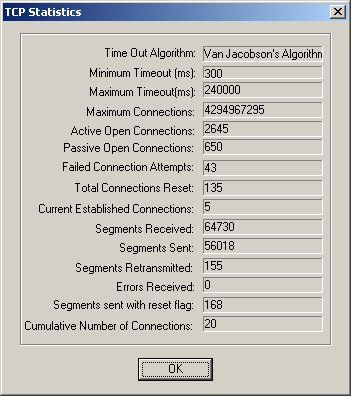 TCP Statistics
Time Out Algorithm: Van Jacobson's Algorithm
Minimum Timeout (ms): 300
Maximum Timeout(ms): 240000
Maximum Connections: 4294967295
Active Open Connections: 2645
Passive Open Connections: 650
Failed Connection Attempts: 43
Total Connections Reset: 135
Current Established Connections: 5
Segments Received: 64730
Segments Sent: 56018
Segments Retransmitted: 155
Errors Received: 0
Segments sent with reset flag: 168
Cumulative Number of Connections: 20
OK